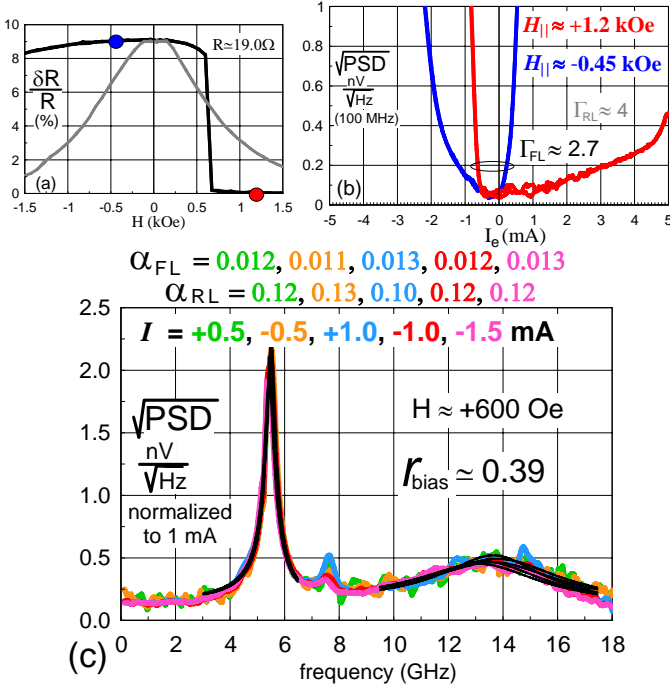 10
8
6
4
2
0
δR
R
(%)
R≃19.0Ω
(a)
-1.5 -1.0 -0.5 0.0 0.5 1.0 1.5
H (kOe)
1
0.8
0.6
0.4
0.2
0
√PSD
nV
√Hz
(100 MHz)
H|| ≈ +1.2 kOe
H|| ≈ -0.45 kOe
ΓRL ≈ 4
ΓFL ≈ 2.7
(b)
-5 -4 -3 -2 -1 0 1 2 3 4 5
Ie (mA)
αFL = 0.012, 0.011, 0.013, 0.012, 0.013
αRL = 0.12, 0.13, 0.10, 0.12, 0.12
2.5
2.0
1.5
1.0
0.5
0.0
I = +0.5, -0.5, +1.0, -1.0, -1.5 mA
√PSD
nV
√Hz
normalized
to 1 mA
H ≈ +600 Oe
rbias ≃ 0.39
0 2 4 6 8 10 12 14 16 18
(c)
frequency (GHz)